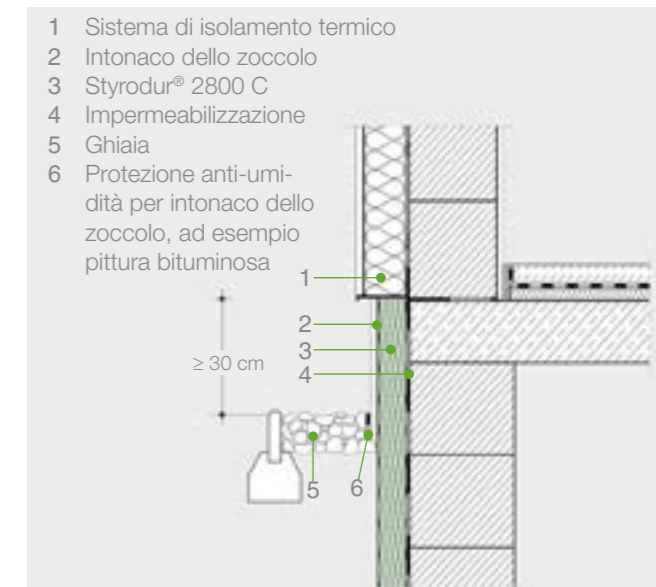 1 Sistema di isolamento termico
2 Intonaco dello zoccolo
3 Styrodur® 2800 C
4 Impermeabilizzazione
5 Ghiaia
6 Protezione anti-umi-
dità per intonaco dello
zoccolo, ad esempio
pittura bituminosa
1
2
3
≥ 30 cm
4
5
6